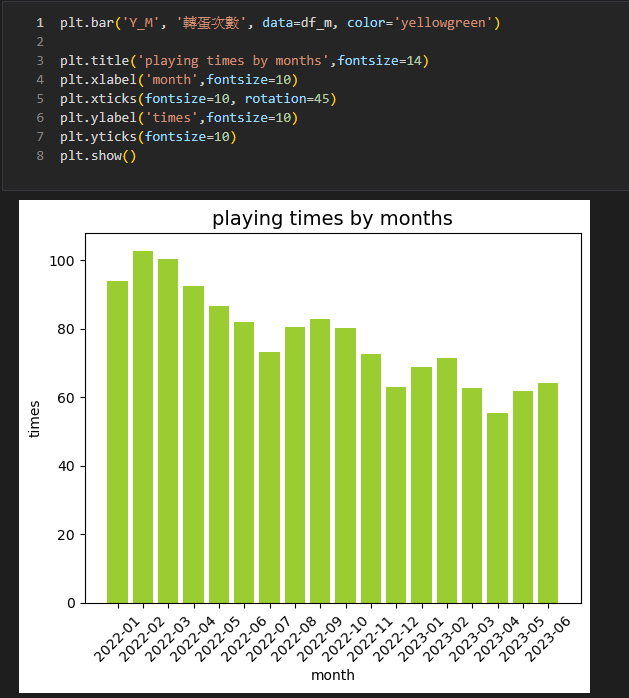 1 plt.bar('Y_M', '轉蛋次數', data=df_m, color='yellowgreen')
2
3 plt.title('playing times by months',fontsize=14)
4 plt.xlabel('month',fontsize=10)
5 plt.xticks(fontsize=10, rotation=45)
6 plt.ylabel('times',fontsize=10)
7 plt.yticks(fontsize=10)
8 plt.show()
playing times by months
100
80
60
40
20
0
times
2022-01
2022-02
2022-03
2022-04
2022-05
2022-06
2022-07
2022-08
2022-09
2022-10
2022-11
2022-12
2023-01
2023-02
2023-03
2023-04
2023-05
2023-06
month